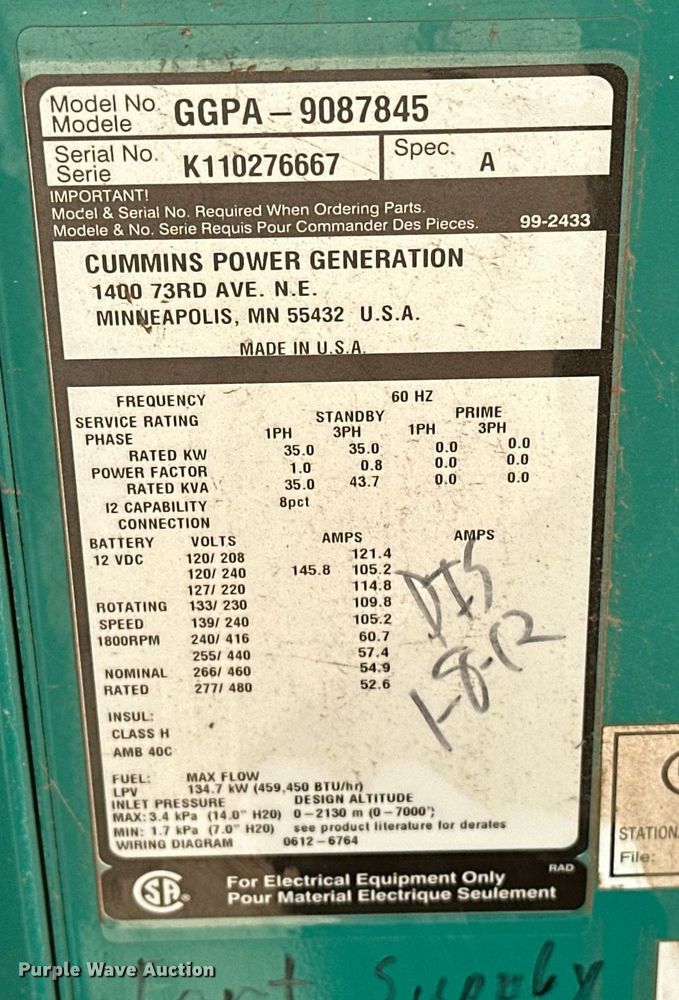 Model No. GGPA – 9087845
Modele
Serial No. K110276667 Spec. A
Serie
IMPORTANT!
Model & Serial No. Required When Ordering Parts.
Modele & No. Serie Requis Pour Commander Des Pieces. 99-2433
CUMMINS POWER GENERATION
1400 73RD AVE. N.E.
MINNEAPOLIS, MN 55432 U.S.A.
MADE IN U.S.A.
FREQUENCY 60 HZ
SERVICE RATING STANDBY PRIME
PHASE 1PH 3PH 1PH 3PH
RATED KW 35.0 35.0 0.0 0.0
POWER FACTOR 1.0 0.8 0.0 0.0
RATED KVA 35.0 43.7 0.0 0.0
I2 CAPABILITY 8pct
CONNECTION
BATTERY VOLTS AMPS AMPS
12 VDC 120/ 208 121.4
120/ 240 145.8 105.2
127/ 220 114.8
ROTATING 133/ 230 109.8
SPEED 139/ 240 105.2
1800RPM 240/ 416 60.7
255/ 440 57.4
NOMINAL 266/ 460 54.9
RATED 277/ 480 52.6
1-8-12
INSUL:
CLASS H
AMB 40C
FUEL: MAX FLOW
LPV 134.7 kW (459,450 BTU/hr)
INLET PRESSURE DESIGN ALTITUDE
MAX: 3.4 kPa (14.0" H20) 0–2130 m (0–7000';
MIN: 1.7 kPa (7.0" H20) see product literature for derates
WIRING DIAGRAM 0612-6764
RAD
For Electrical Equipment Only
Pour Material Electrique Seulement
STATION
File:
Fort Supply
Purple Wave Auction